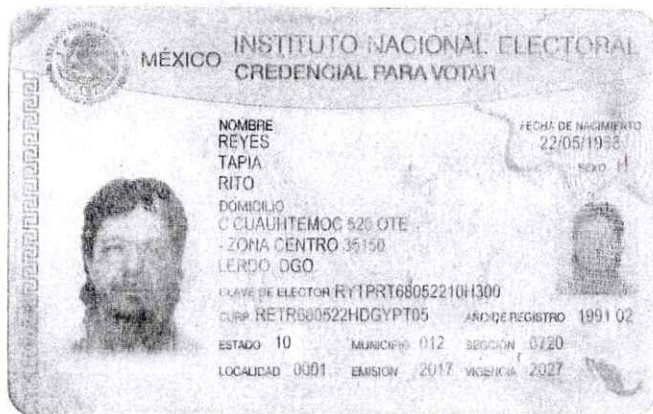 MÉXICO INSTITUTO NACIONAL ELECTORAL
CREDENCIAL PARA VOTAR
NOMBRE
REYES
TAPIA
RITO
FECHA DE NACIMIENTO
22/05/1968
SEXO H
DOMICILIO
C CUAUHTEMOC 520 OTE
- ZONA CENTRO 35150
LERDO, DGO.
CLAVE DE ELECTOR RYTPRT68052210H300
CURP RETR680522HDGYPT05 AÑO DE REGISTRO 1991 02
ESTADO 10 MUNICIPIO 012 SECCIÓN 0720
LOCALIDAD 0001 EMISIÓN 2017 VIGENCIA 2027